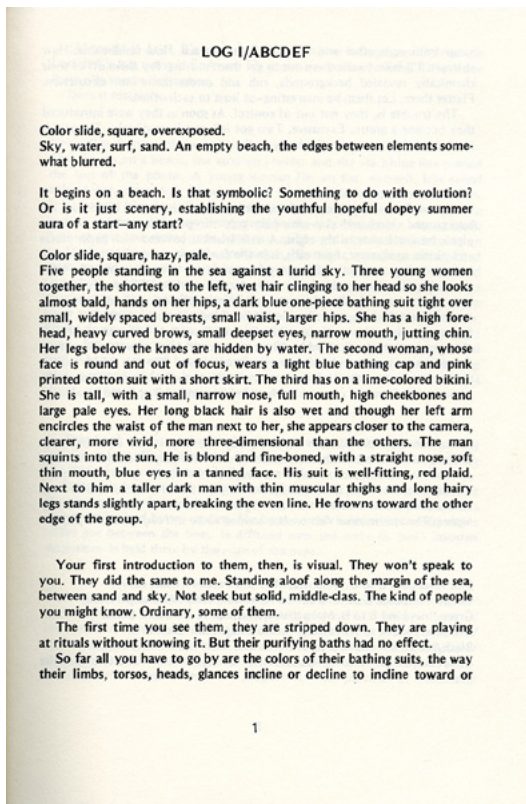 LOG I/ABCDEF
Color slide, square, overexposed.
Sky, water, surf, sand. An empty beach, the edges between elements some-
what blurred.
It begins on a beach. Is that symbolic? Something to do with evolution?
Or is it just scenery, establishing the youthful hopeful dopey summer
aura of a start—any start?
Color slide, square, hazy, pale.
Five people standing in the sea against a lurid sky. Three young women
together, the shortest to the left, wet hair clinging to her head so she looks
almost bald, hands on her hips, a dark blue one-piece bathing suit tight over
small, widely spaced breasts, small waist, larger hips. She has a high fore-
head, heavy curved brows, small deepset eyes, narrow mouth, jutting chin.
Her legs below the knees are hidden by water. The second woman, whose
face is round and out of focus, wears a light blue bathing cap and pink
printed cotton suit with a short skirt. The third has on a lime-colored bikini.
She is tall, with a small, narrow nose, full mouth, high cheekbones and
large pale eyes. Her long black hair is also wet and though her left arm
encircles the waist of the man next to her, she appears closer to the camera,
clearer, more vivid, more three-dimensional than the others. The man
squints into the sun. He is blond and fine-boned, with a straight nose, soft
thin mouth, blue eyes in a tanned face. His suit is well-fitting, red plaid.
Next to him a taller dark man with thin muscular thighs and long hairy
legs stands slightly apart, breaking the even line. He frowns toward the other
edge of the group.
Your first introduction to them, then, is visual. They won't speak to
you. They did the same to me. Standing aloof along the margin of the sea,
between sand and sky. Not sleek but solid, middle-class. The kind of people
you might know. Ordinary, some of them.
The first time you see them, they are stripped down. They are playing
at rituals without knowing it. But their purifying baths had no effect.
So far all you have to go by are the colors of their bathing suits, the way
their limbs, torsos, heads, glances incline or decline to incline toward or
1